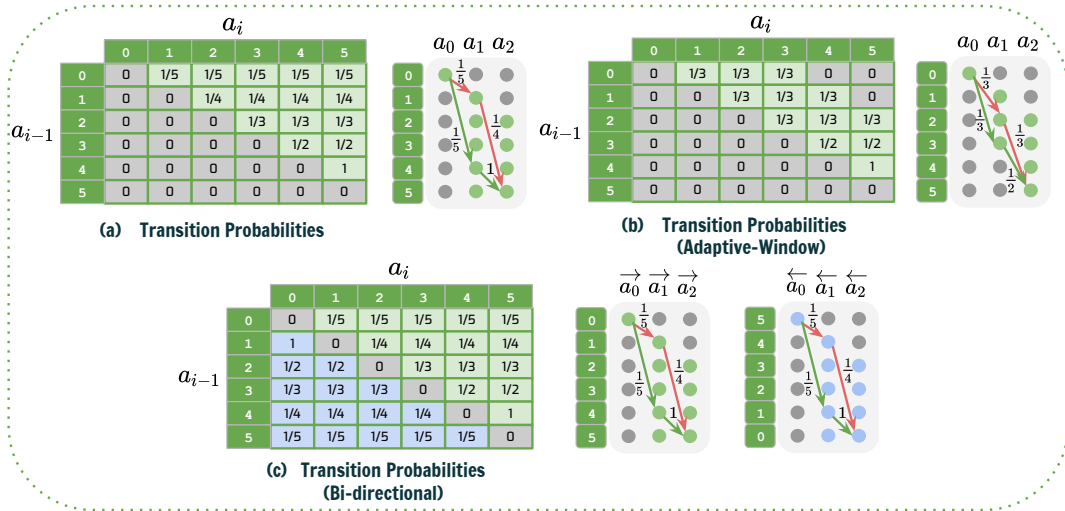 a_i
0 1 2 3 4 5
0 0 1/5 1/5 1/5 1/5 1/5
1 0 0 1/4 1/4 1/4 1/4
a_{i-1} 2 0 0 0 1/3 1/3 1/3
3 0 0 0 0 1/2 1/2
4 0 0 0 0 0 1
5 0 0 0 0 0 0
(a) Transition Probabilities
a_0 a_1 a_2
0 1/5
1
2 1/4
3 1/5
4 1
5
a_i
0 1 2 3 4 5
0 0 1/3 1/3 1/3 0 0
1 0 0 1/3 1/3 1/3 0
a_{i-1} 2 0 0 0 1/3 1/3 1/3
3 0 0 0 0 1/2 1/2
4 0 0 0 0 0 1
5 0 0 0 0 0 0
(b) Transition Probabilities
(Adaptive-Window)
a_0 a_1 a_2
0 1/3
1
2 1/3
3 1/3
4
5 1/2
a_i
0 1 2 3 4 5
0 0 1/5 1/5 1/5 1/5 1/5
1 1 0 1/4 1/4 1/4 1/4
2 1/2 1/2 0 1/3 1/3 1/3
a_{i-1} 3 1/3 1/3 1/3 0 1/2 1/2
4 1/4 1/4 1/4 1/4 0 1
5 1/5 1/5 1/5 1/5 1/5 0
(c) Transition Probabilities
(Bi-directional)
→a_0 →a_1 →a_2
0 1/5
1
2 1/4
3 1/5
4 1
5
←a_0 ←a_1 ←a_2
5 1/5
4
3 1/4
2 1/5
1 1
0